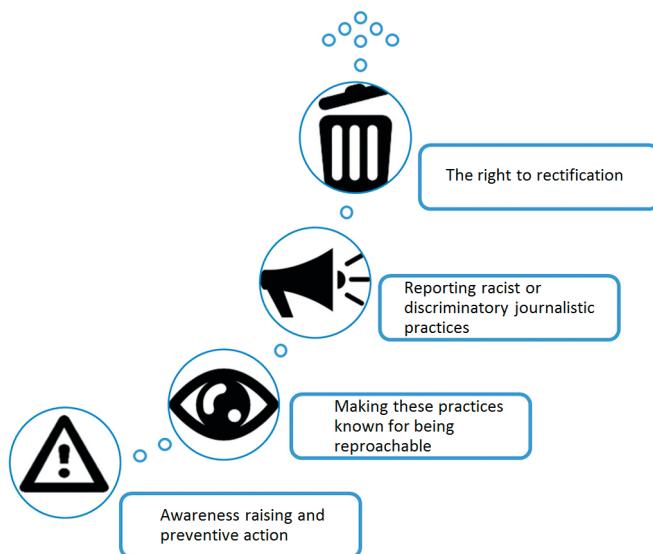 The right to rectification
Reporting racist or
discriminatory journalistic
practices
Making these practices
known for being
reproachable
Awareness raising and
preventive action